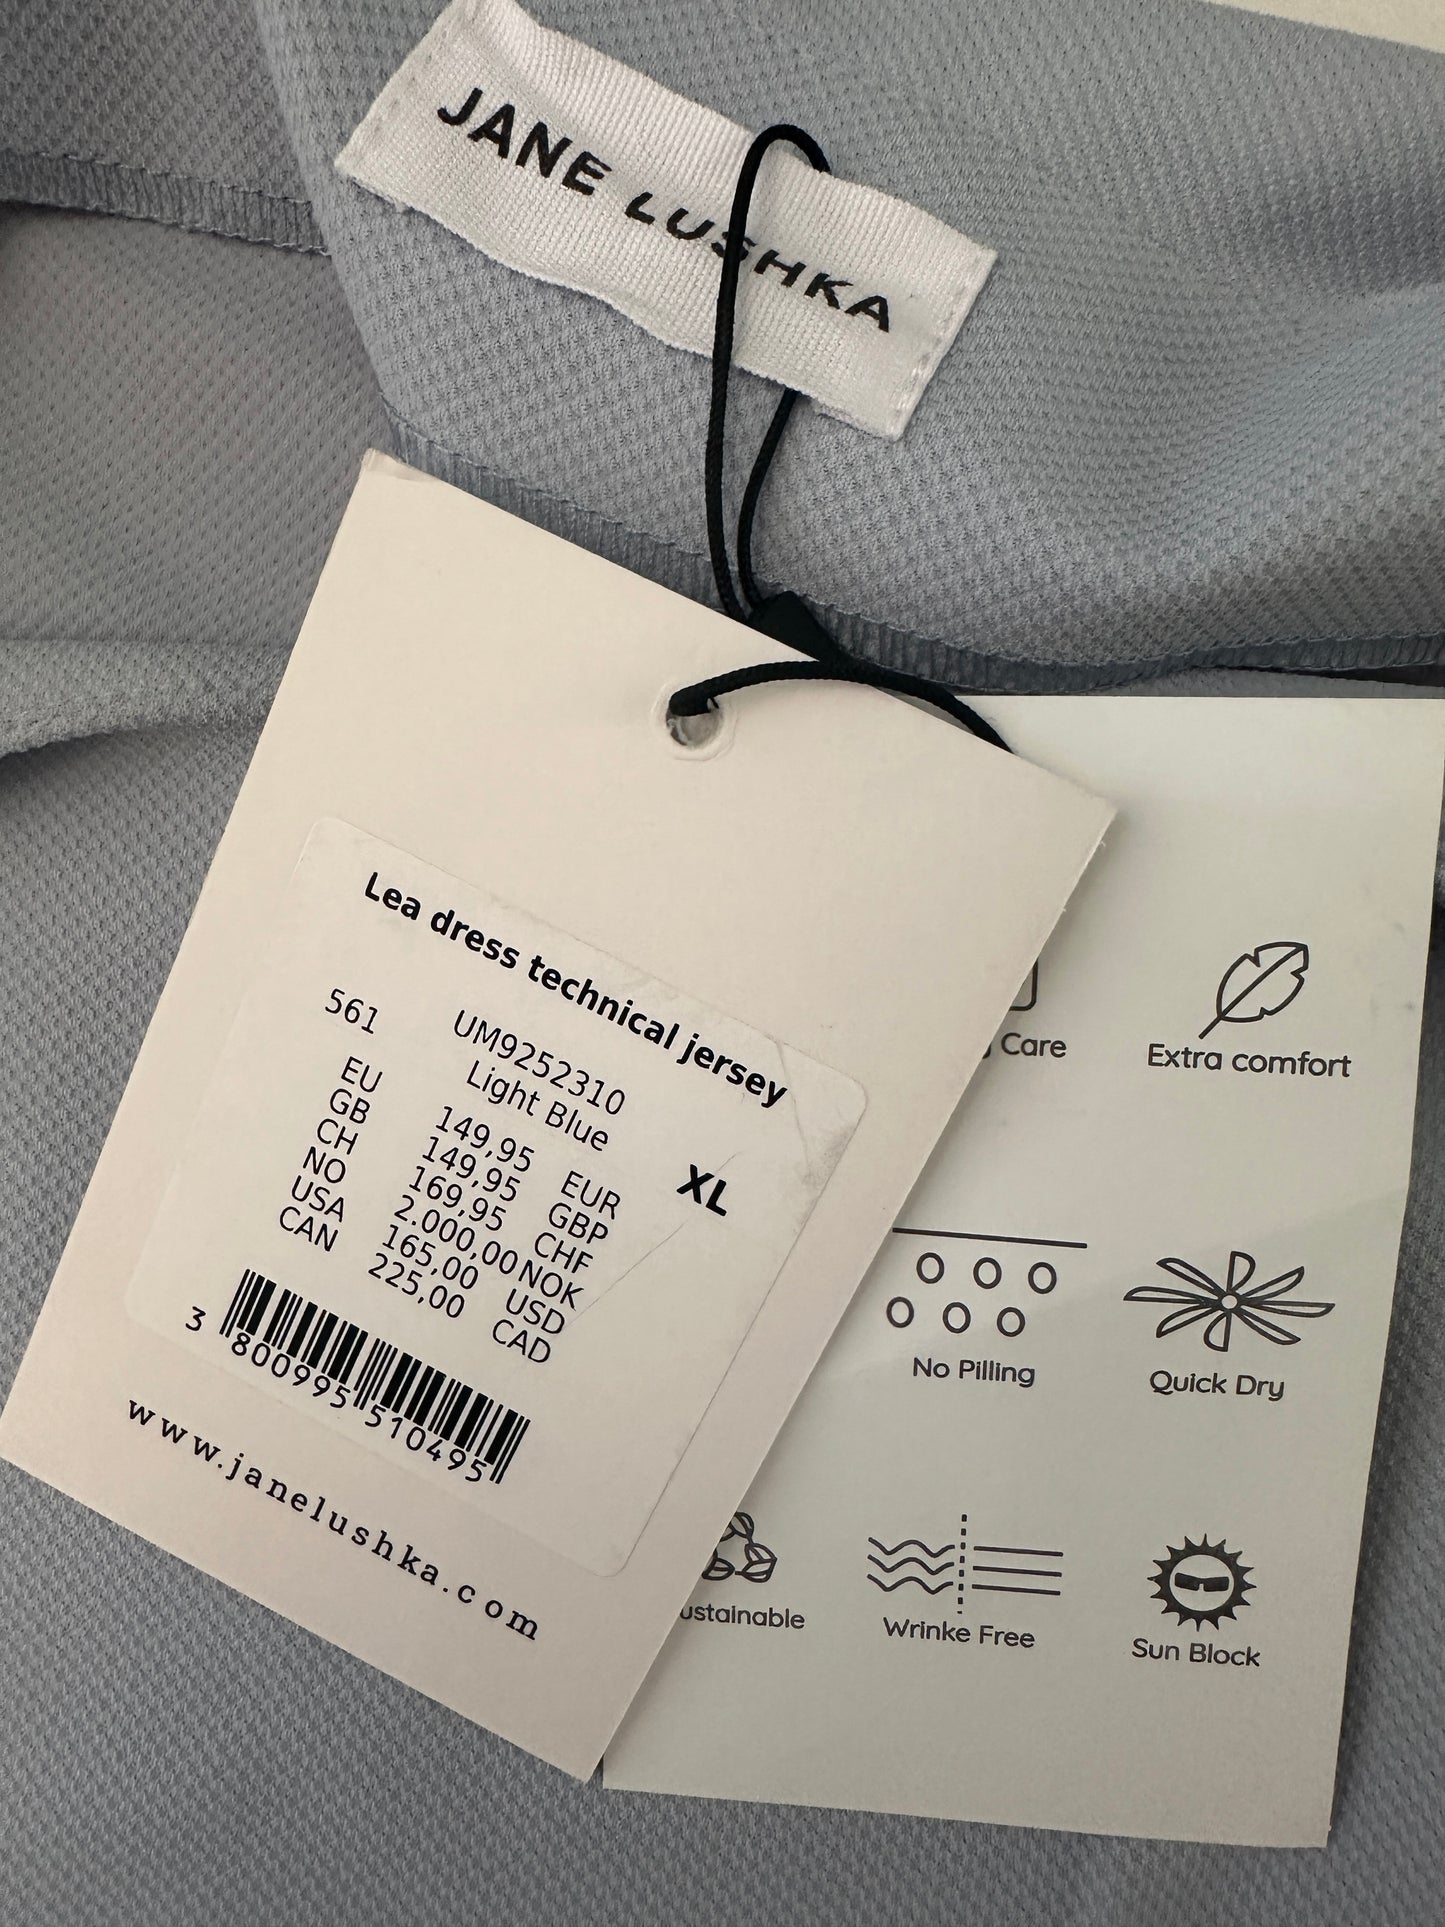 JANE LUSHKA
Lea dress technical jersey
561 UM9252310
Light Blue
XL
EU 149,95 EUR
GB 149,95 GBP
CH 169,95 CHF
NO 2.000,00 NOK
USA 165,00 USD
CAN 225,00 CAD
3 800995 510495
www.janelushka.com
Care
Extra comfort
No Pilling
Quick Dry
ustainable
Wrinke Free
Sun Block